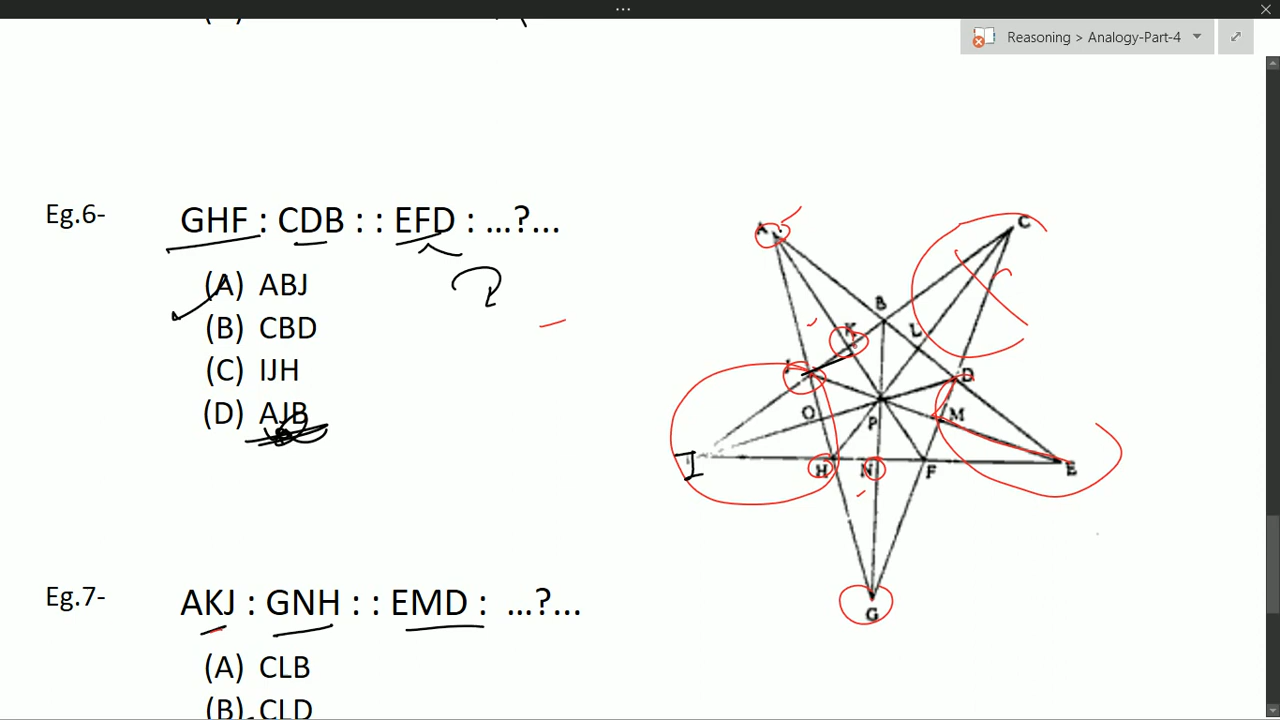 ...
Reasoning > Analogy-Part-4
Eg.6- GHF : CDB : : EFD : ...?...
(A) ABJ
(B) CBD
(C) IJH
(D) AJB
?
A
C
B
K
L
J
D
O
P
M
I
H
N
F
E
G
Eg.7- AKJ : GNH : : EMD : ...?...
(A) CLB
(B) CLD